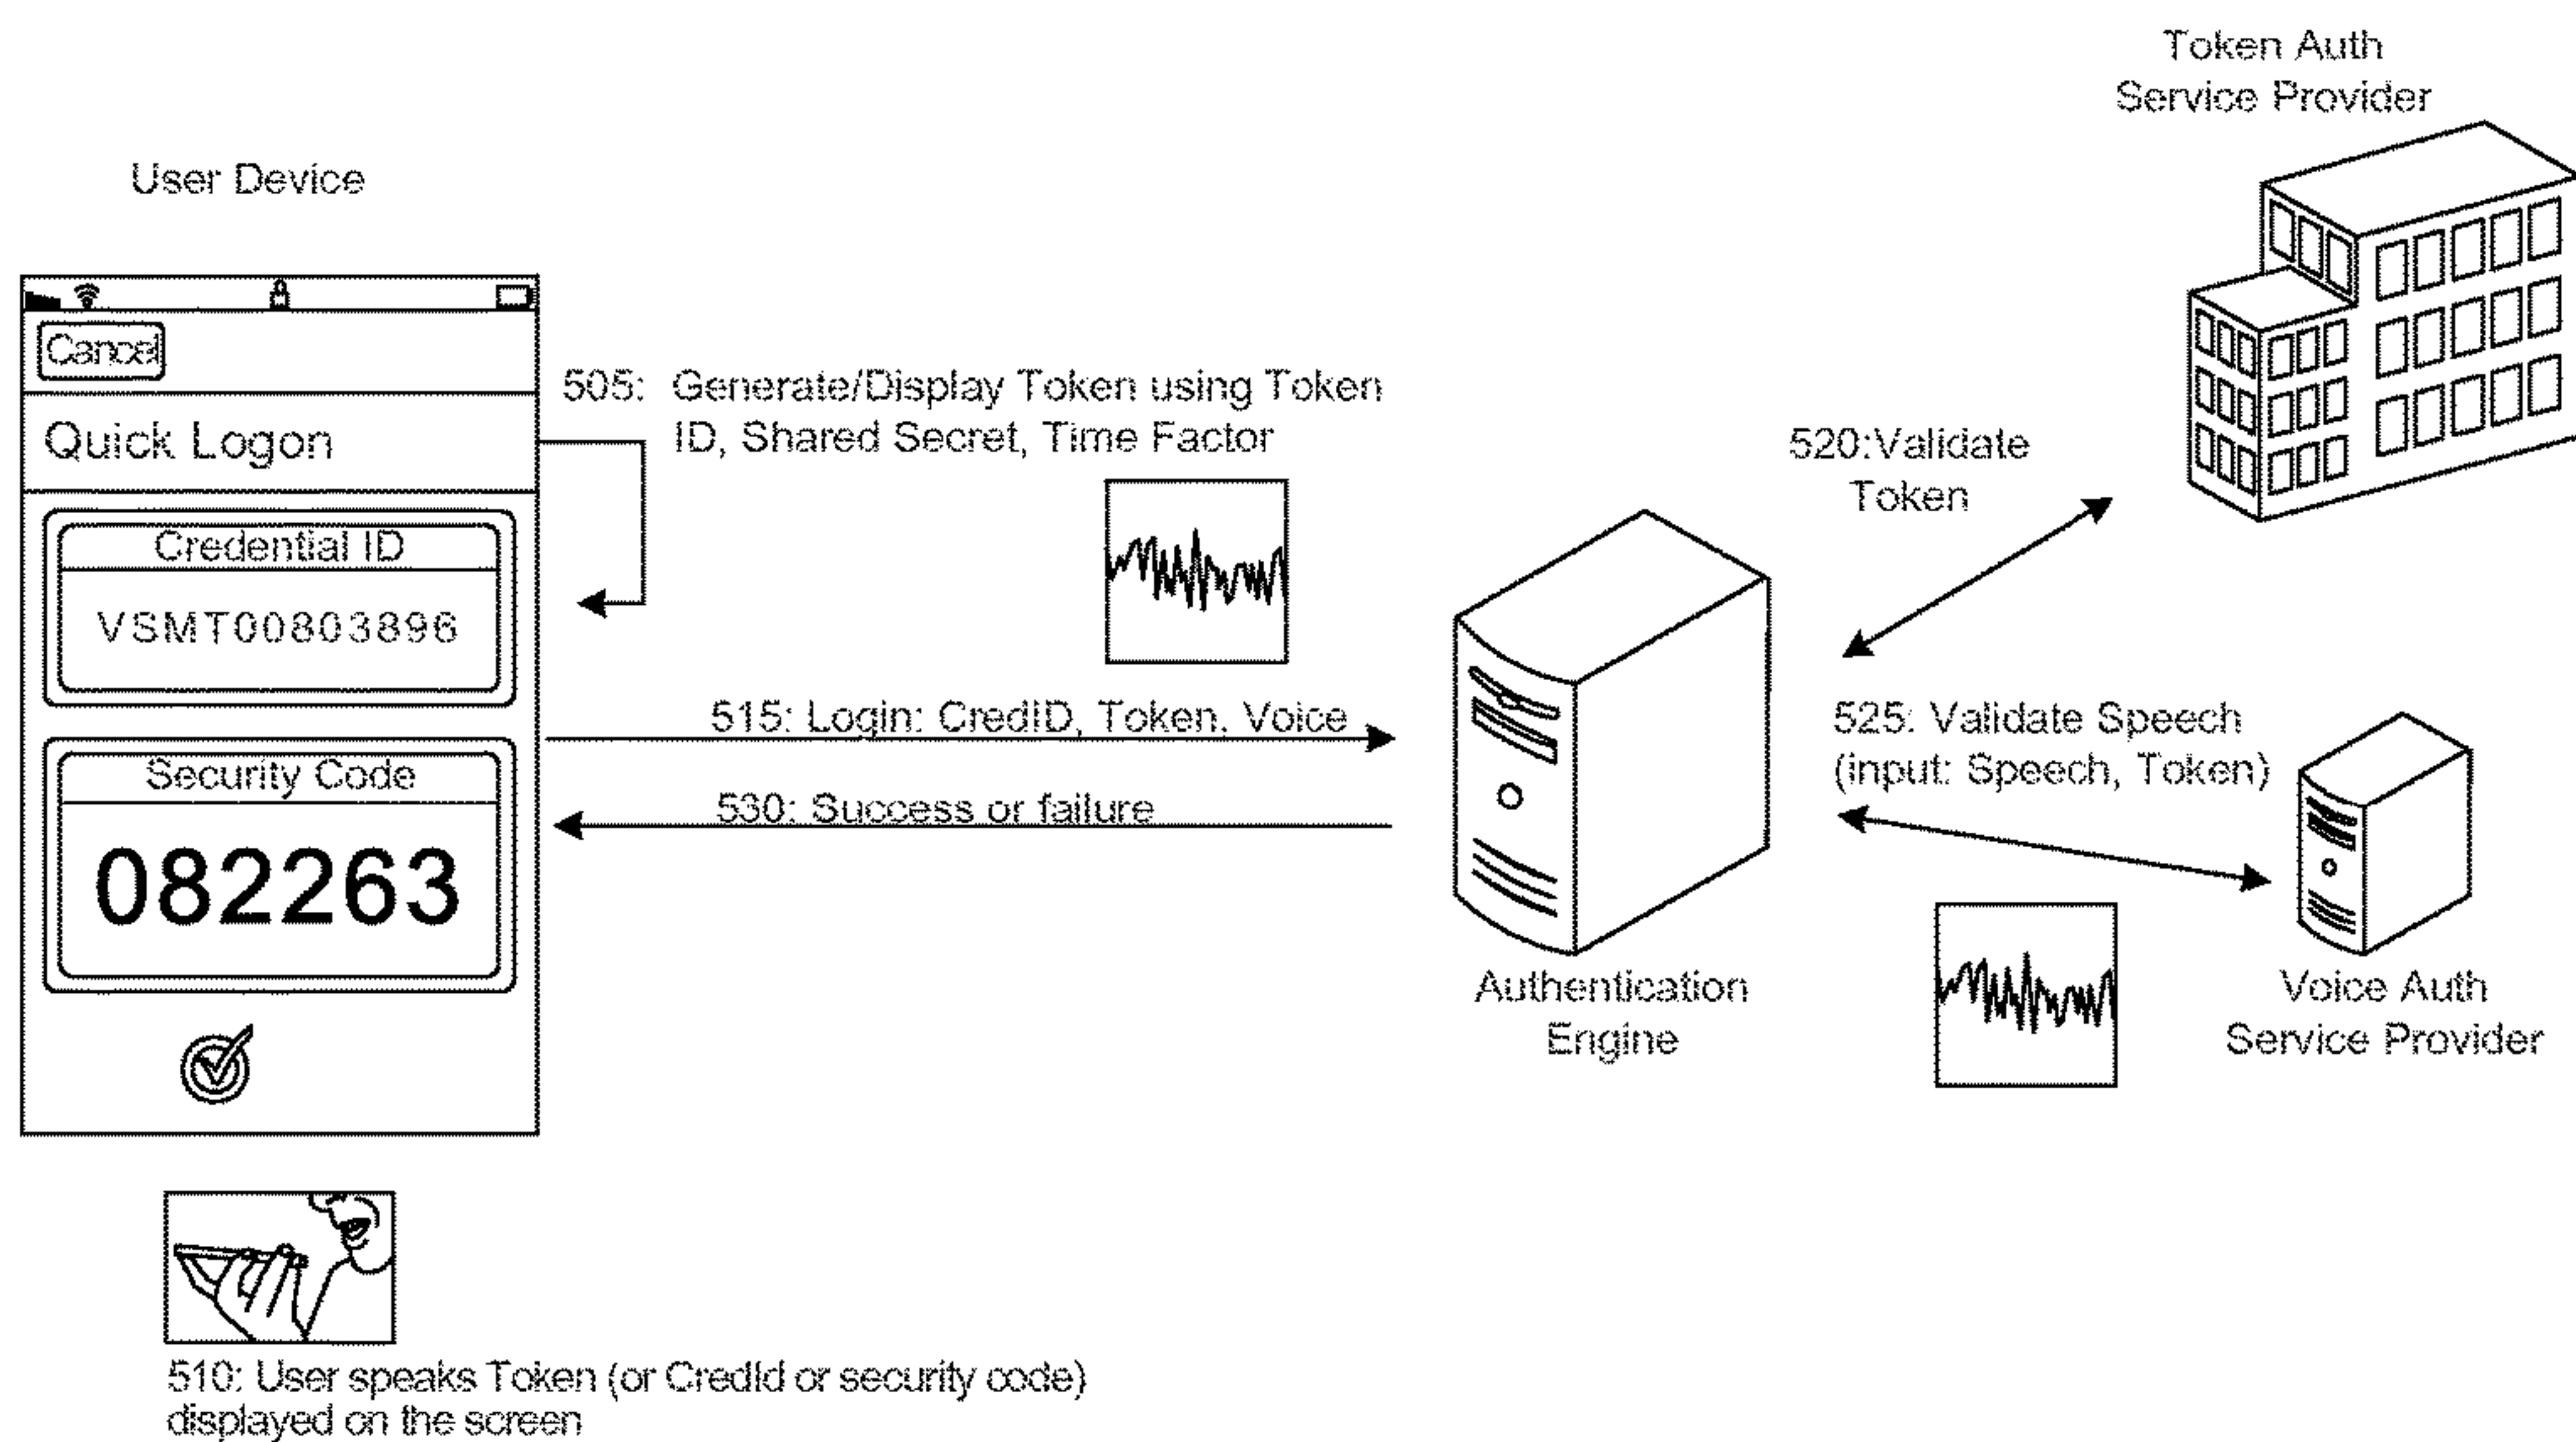 Token Auth
Service Provider
User Device
Cancel
Quick Logon
505: Generate/Display Token using Token
ID, Shared Secret, Time Factor
520:Validate
Token
Credential ID
VSMT00803896
515: Login: CredID, Token. Voice
525: Validate Speech
(input: Speech, Token)
Security Code
530: Success or failure
082263
Authentication
Engine
Voice Auth
Service Provider
510: User speaks Token (or CredId or security code)
displayed on the screen